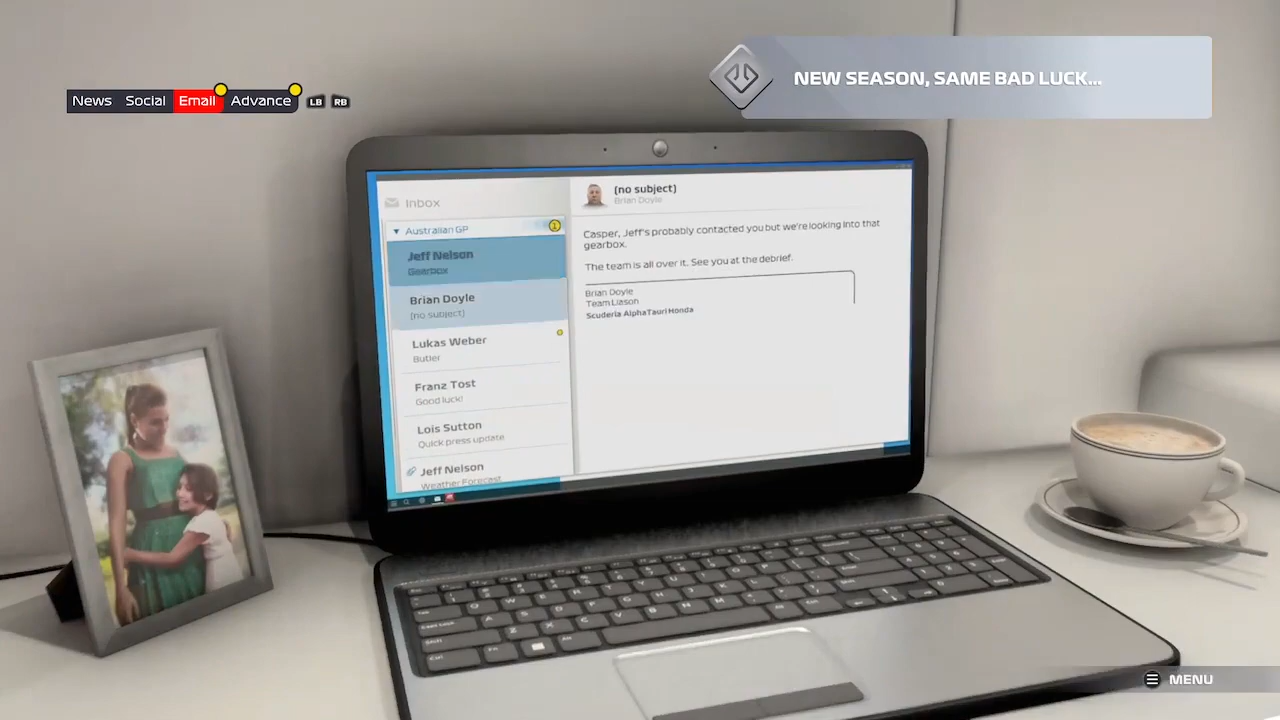 NEW SEASON, SAME BAD LUCK...
News Social Email Advance LB RB
Inbox
Australian GP 1
Jeff Nelson
Gearbox
Brian Doyle
(no subject)
Lukas Weber
Butler
Franz Tost
Good luck!
Lois Sutton
Quick press update
Jeff Nelson
Weather Forecast
(no subject)
Brian Doyle
Casper, Jeff's probably contacted you but we're looking into that
gearbox.
The team is all over it. See you at the debrief.
Brian Doyle
Team Liason
Scuderia AlphaTauri Honda
MENU